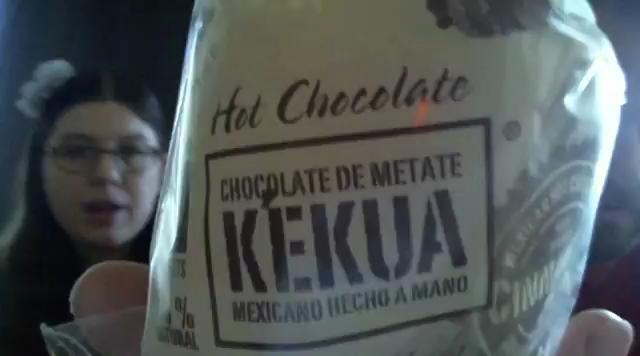 Hot Chocolate
CHOCOLATE DE METATE
KÉKUA
MEXICANO HECHO A MANO
%